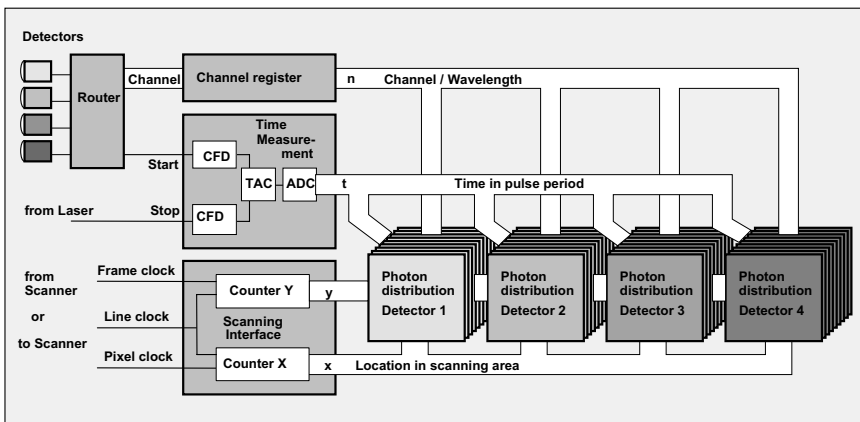 Detectors
Router
Channel
Channel register
n
Channel / Wavelength
Time
Measure-
ment
Start
CFD
TAC
ADC
t
Time in pulse period
from Laser
Stop
CFD
from
Scanner
or
to Scanner
Frame clock
Line clock
Pixel clock
Counter Y
y
Scanning
Interface
Counter X
x
Location in scanning area
Photon
distribution
Detector 1
Photon
distribution
Detector 2
Photon
distribution
Detector 3
Photon
distribution
Detector 4